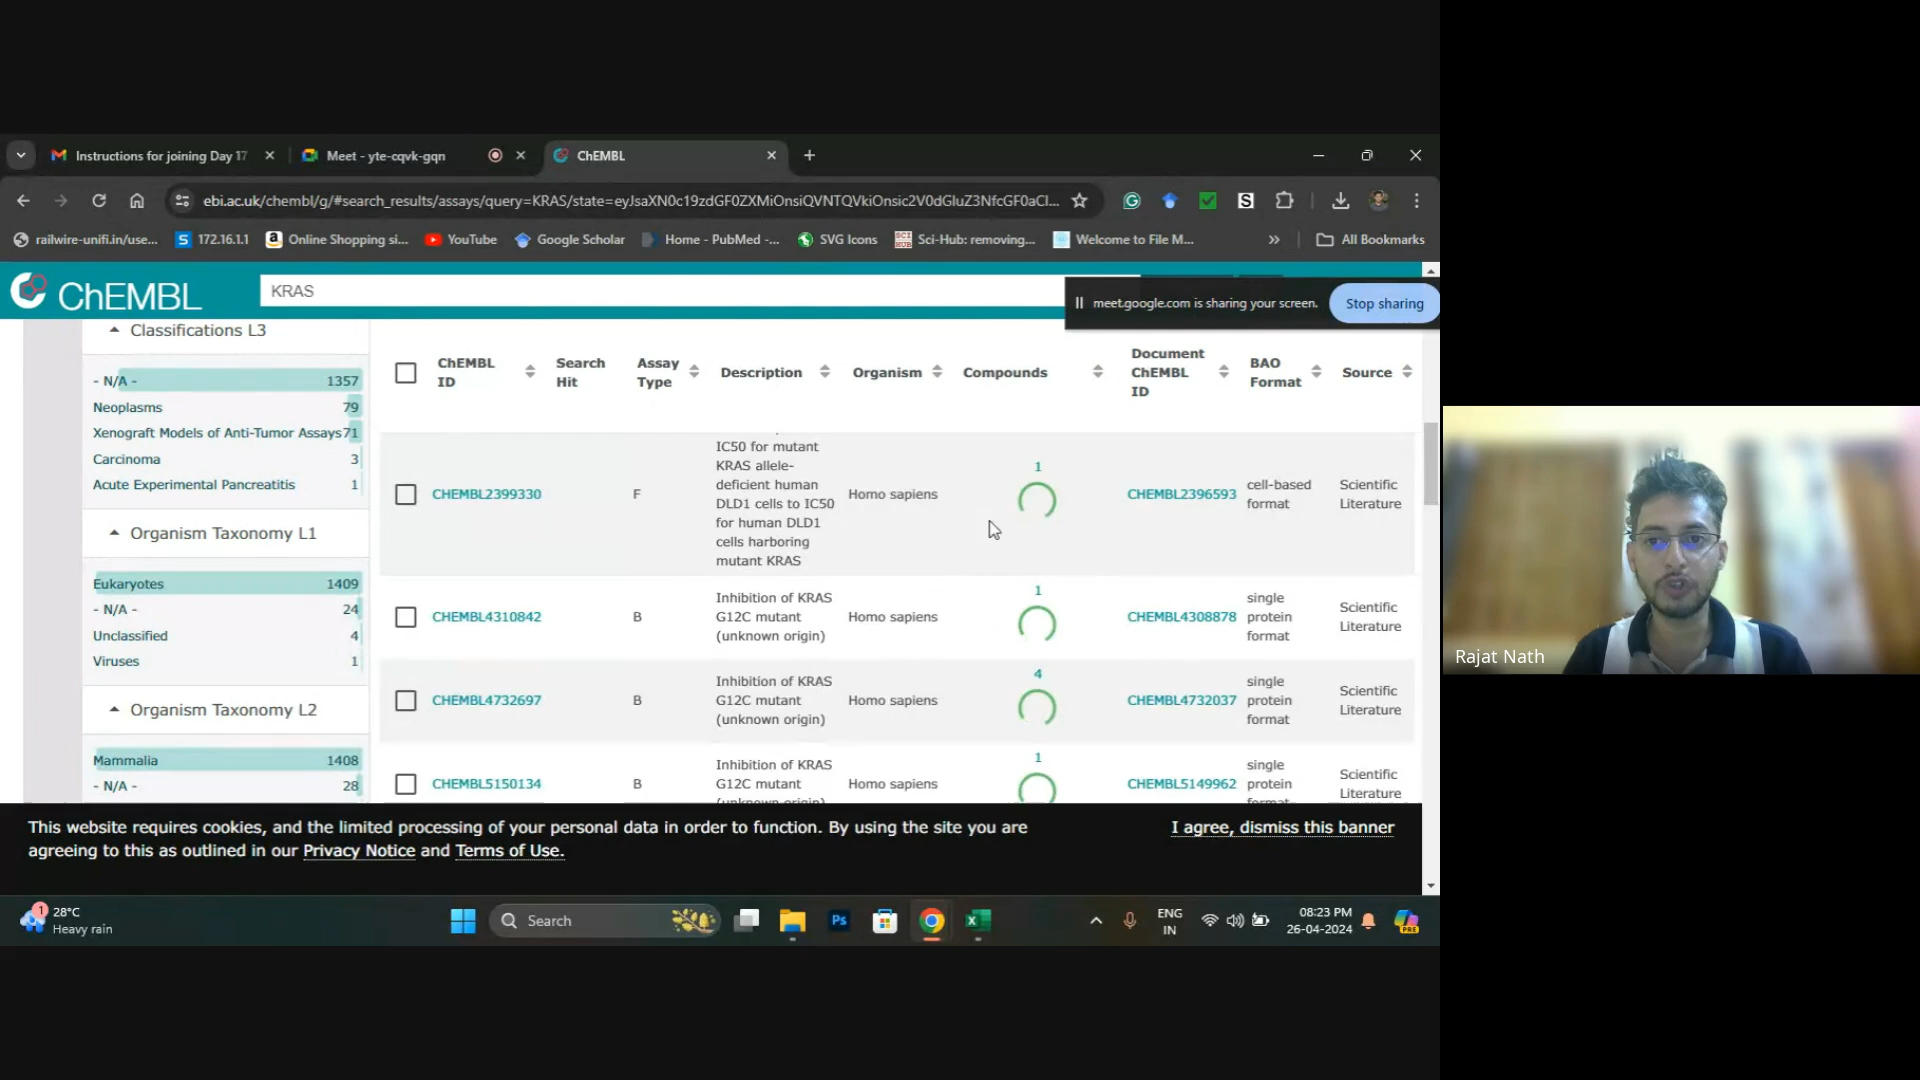 Instructions for joining Day 17
Meet - yte-cqvk-gqn
ChEMBL
ebi.ac.uk/chembl/g/#search_results/assays/query=KRAS/state=eyJsaXN0c19zdGF0ZXMiOnsiQVNTQVkiOnsic2V0dGluZ3NfcGF0aCI...
railwire-unifi.in/use...
172.16.1.1
Online Shopping si...
YouTube
Google Scholar
Home - PubMed -...
SVG Icons
SCI HUB
Sci-Hub: removing...
Welcome to File M...
All Bookmarks
ChEMBL
KRAS
meet.google.com is sharing your screen.
Stop sharing
Classifications L3
- N/A - 1357
Neoplasms 79
Xenograft Models of Anti-Tumor Assays 71
Carcinoma 3
Acute Experimental Pancreatitis 1
Organism Taxonomy L1
Eukaryotes 1409
- N/A - 24
Unclassified 4
Viruses 1
Organism Taxonomy L2
Mammalia 1408
- N/A - 28
ChEMBL
ID
Search
Hit
Assay
Type
Description
Organism
Compounds
Document
ChEMBL
ID
BAO
Format
Source
CHEMBL2399330
F
IC50 for mutant
KRAS allele-
deficient human
DLD1 cells to IC50
for human DLD1
cells harboring
mutant KRAS
Homo sapiens
1
CHEMBL2396593
cell-based
format
Scientific
Literature
CHEMBL4310842
B
Inhibition of KRAS
G12C mutant
(unknown origin)
Homo sapiens
1
CHEMBL4308878
single
protein
format
Scientific
Literature
CHEMBL4732697
B
Inhibition of KRAS
G12C mutant
(unknown origin)
Homo sapiens
4
CHEMBL4732037
single
protein
format
Scientific
Literature
CHEMBL5150134
B
Inhibition of KRAS
G12C mutant
(unknown origin)
Homo sapiens
1
CHEMBL5149962
single
protein
format
Scientific
Literature
This website requires cookies, and the limited processing of your personal data in order to function. By using the site you are
agreeing to this as outlined in our Privacy Notice and Terms of Use.
I agree, dismiss this banner
Rajat Nath
1
28°C
Heavy rain
Search
Ps
PRE
ENG
IN
08:23 PM
26-04-2024